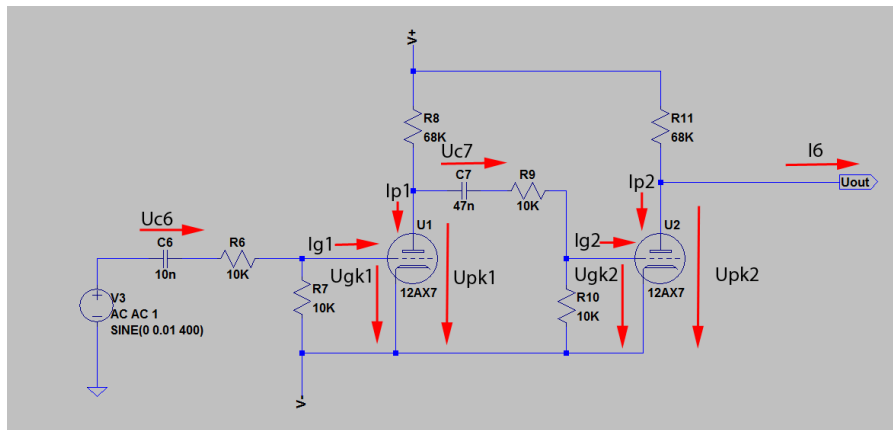 V+
R8
68K
R11
68K
Uc7
I6
C7
47n
R9
10K
Uout
Ip1
Ip2
Uc6
U1
U2
C6
10n
R6
10K
Ig1
Ig2
Ugk1
Upk1
Ugk2
Upk2
12AX7
12AX7
V3
AC AC 1
SINE(0 0.01 400)
R7
10K
R10
10K
V-